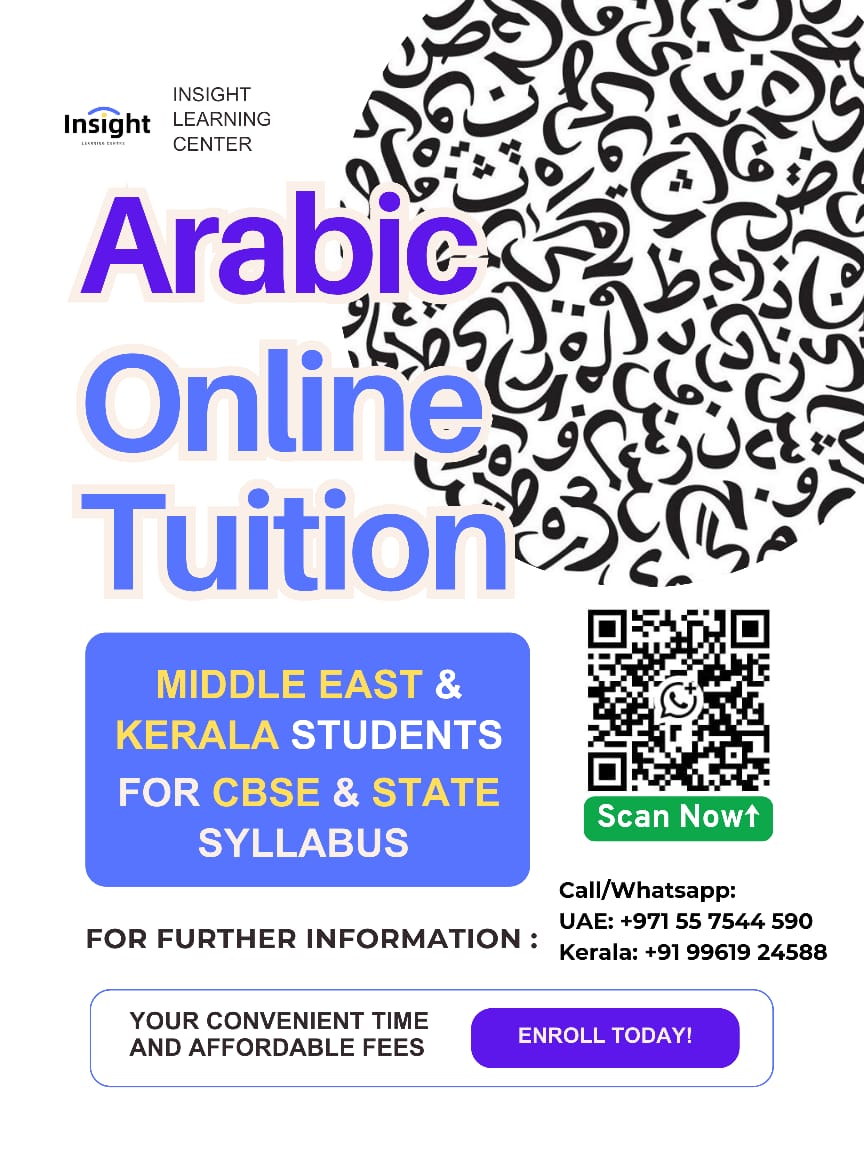 Insight
LEARNING CENTRE
INSIGHT
LEARNING
CENTER
Arabic
Online
Tuition
MIDDLE EAST &
KERALA STUDENTS
FOR CBSE & STATE
SYLLABUS
Scan Now↑
Call/Whatsapp:
UAE: +971 55 7544 590
Kerala: +91 99619 24588
FOR FURTHER INFORMATION :
YOUR CONVENIENT TIME
AND AFFORDABLE FEES
ENROLL TODAY!